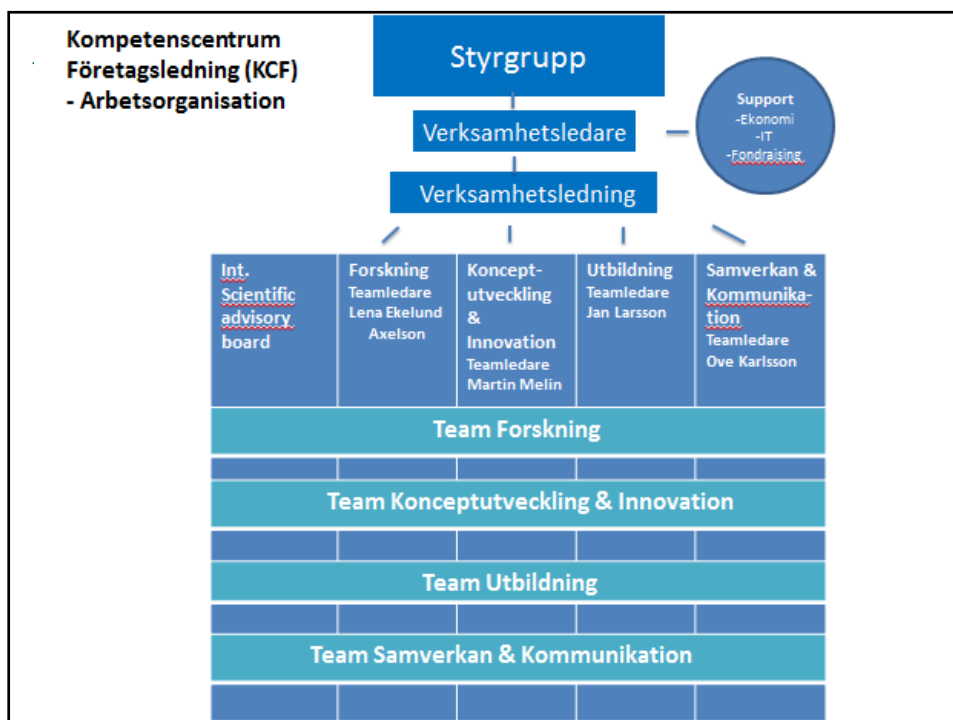 Kompetenscentrum
Företagsledning (KCF)
- Arbetsorganisation
Styrgrupp
Verksamhetsledare
Support
-Ekonomi
-IT
-Fondraising
Verksamhetsledning
Int.
Scientific
advisory
board
Forskning
Teamledare
Lena Ekelund
Axelson
Koncept-
utveckling
&
Innovation
Teamledare
Martin Melin
Utbildning
Teamledare
Jan Larsson
Samverkan &
Kommunika-
tion
Teamledare
Ove Karlsson
Team Forskning
Team Konceptutveckling & Innovation
Team Utbildning
Team Samverkan & Kommunikation